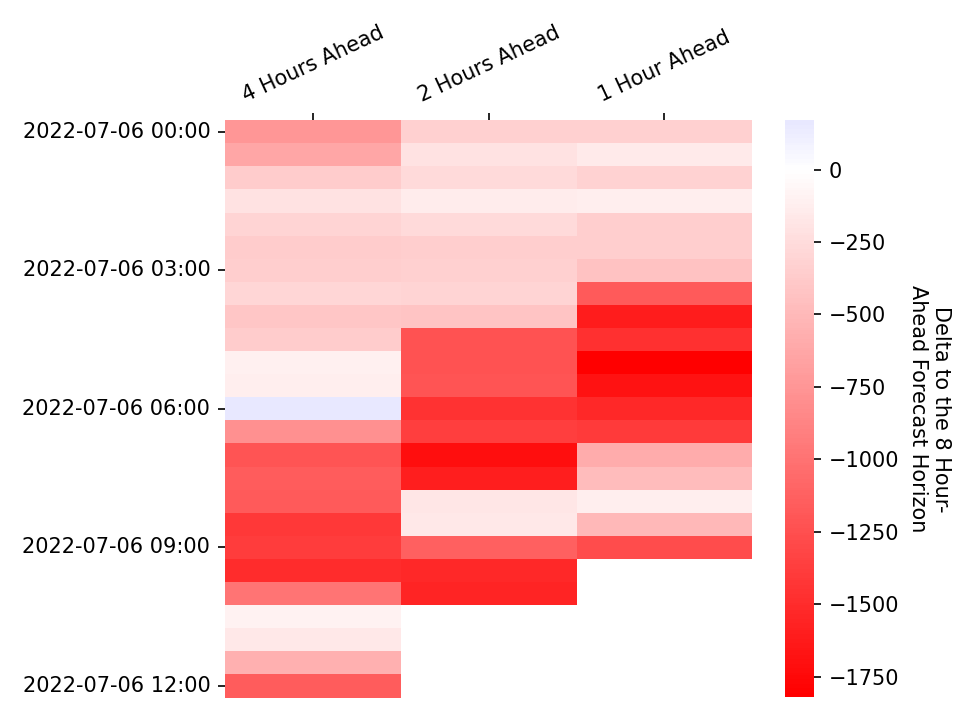 4 Hours Ahead
2 Hours Ahead
1 Hour Ahead
2022-07-06 00:00
2022-07-06 03:00
2022-07-06 06:00
2022-07-06 09:00
2022-07-06 12:00
0
−250
−500
−750
−1000
−1250
−1500
−1750
Delta to the 8 Hour-
Ahead Forecast Horizon